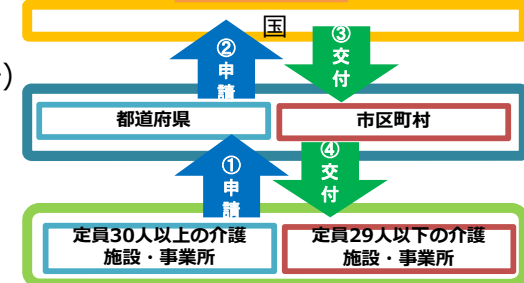 国
②
申
請
③
交
付
)
都道府県
市区町村
①
申
請
④
交
付
定員30人以上の介護
施設・事業所
定員29人以下の介護
施設・事業所